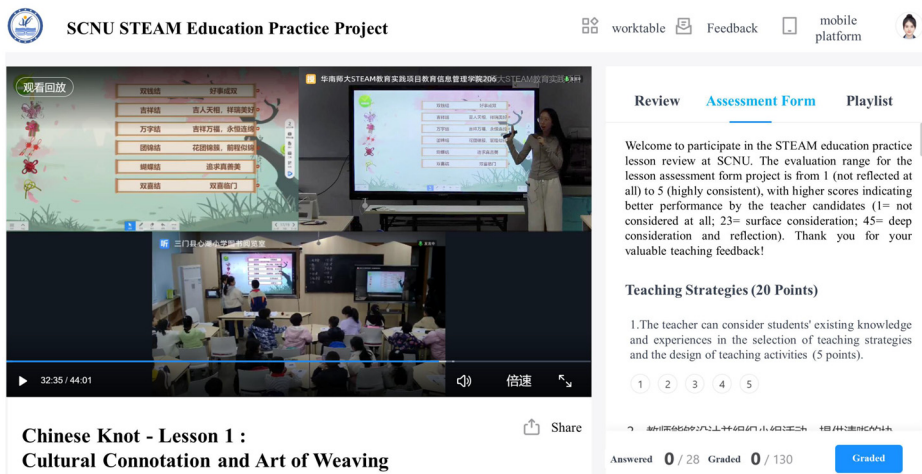 SCNU STEAM Education Practice Project
worktable
Feedback
mobile
platform
观看回放
双钱结 好事成双
吉祥结 吉人天相，祥瑞美好
万字结 吉祥万福，永恒连绵
团锦结 花团锦簇，前程似锦
蝴蝶结 追求真善美
双喜结 双喜临门
华南师大STEAM教育实践项目教育信息管理学院206
三门县心湖小学图书阅览室
32:35 / 44:01
倍速
Chinese Knot - Lesson 1 :
Cultural Connotation and Art of Weaving
Share
Review Assessment Form Playlist
Welcome to participate in the STEAM education practice
lesson review at SCNU. The evaluation range for the
lesson assessment form project is from 1 (not reflected at
all) to 5 (highly consistent), with higher scores indicating
better performance by the teacher candidates (1= not
considered at all; 23= surface consideration; 45= deep
consideration and reflection). Thank you for your
valuable teaching feedback!
Teaching Strategies (20 Points)
1.The teacher can consider students' existing knowledge
and experiences in the selection of teaching strategies
and the design of teaching activities (5 points).
1 2 3 4 5
Answered 0 / 28 Graded 0 / 130
Graded